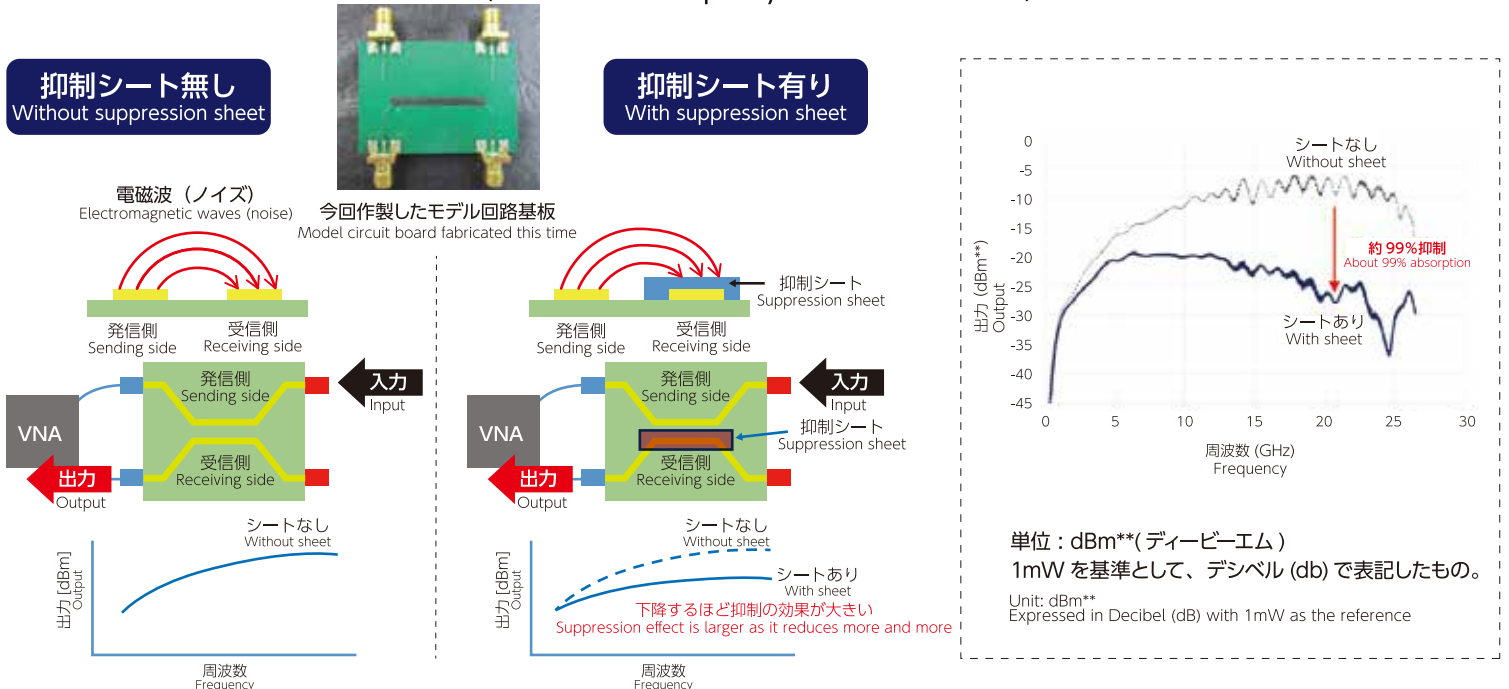 抑制シート無し
Without suppression sheet
抑制シート有り
With suppression sheet
電磁波（ノイズ）
Electromagnetic waves (noise)
今回作製したモデル回路基板
Model circuit board fabricated this time
発信側
Sending side
受信側
Receiving side
発信側
Sending side
入力
Input
VNA
受信側
Receiving side
出力
Output
シートなし
Without sheet
出力 [dBm]
Output
周波数
Frequency
抑制シート
Suppression sheet
発信側
Sending side
受信側
Receiving side
発信側
Sending side
入力
Input
抑制シート
Suppression sheet
VNA
受信側
Receiving side
出力
Output
シートなし
Without sheet
シートあり
With sheet
下降するほど抑制の効果が大きい
Suppression effect is larger as it reduces more and more
出力 [dBm]
Output
周波数
Frequency
シートなし
Without sheet
約 99%抑制
About 99% absorption
シートあり
With sheet
出力 (dBm**)
Output
0
-5
-10
-15
-20
-25
-30
-35
-40
-45
0 5 10 15 20 25 30
周波数 (GHz)
Frequency
単位 : dBm**( ディービーエム )
1mW を基準として、デシベル (db) で表記したもの。
Unit: dBm**
Expressed in Decibel (dB) with 1mW as the reference